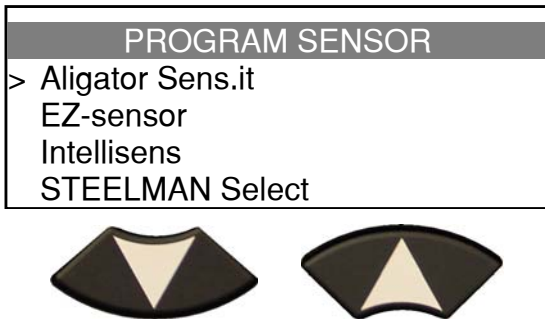 PROGRAM SENSOR
> Aligator Sens.it
EZ-sensor
Intellisens
STEELMAN Select